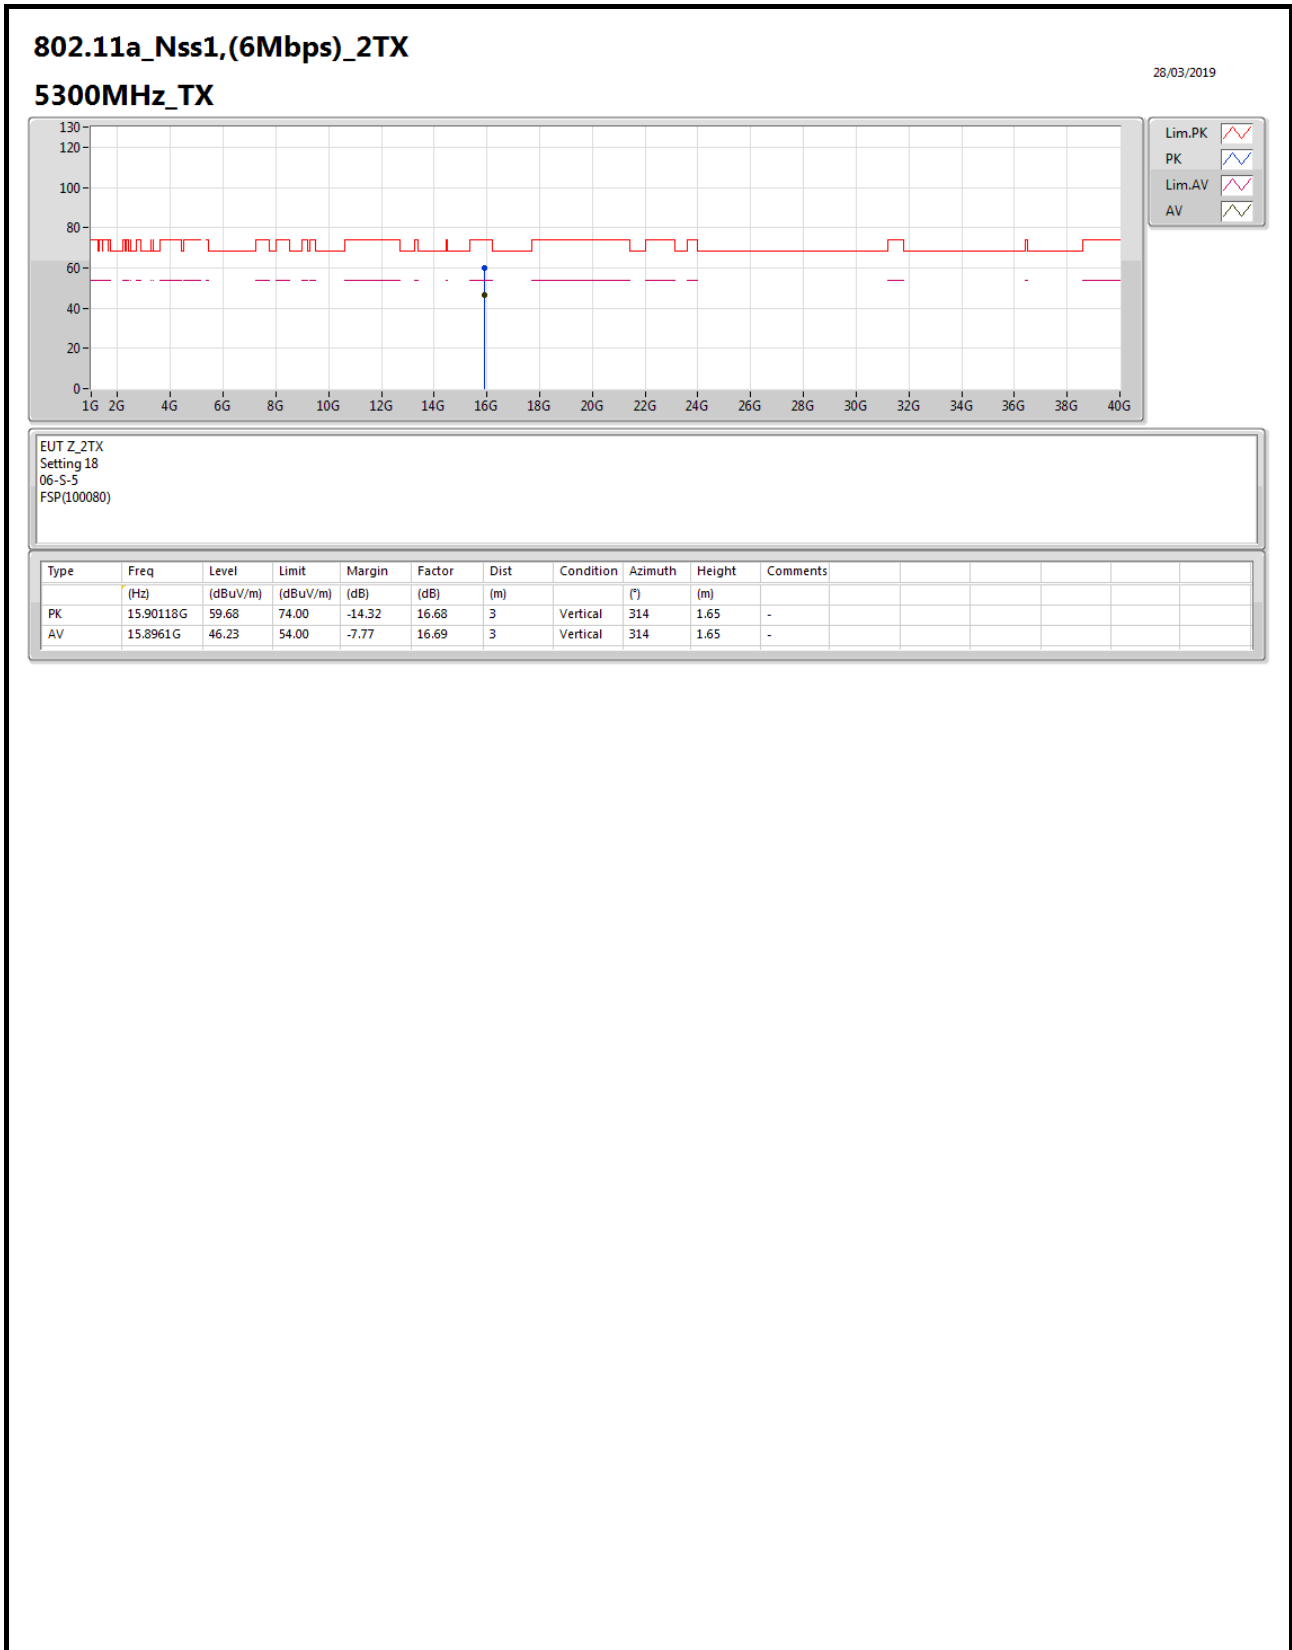 802.11a_Nss1,(6Mbps)_2TX
28/03/2019
5300MHz_TX
130
120
100
80
60
40
20
0
1G 2G 4G 6G 8G 10G 12G 14G 16G 18G 20G 22G 24G 26G 28G 30G 32G 34G 36G 38G 40G
Lim.PK
PK
Lim.AV
AV
EUT Z_2TX
Setting 18
06-S-5
FSP(100080)
Type Freq Level Limit Margin Factor Dist Condition Azimuth Height Comments
(Hz) (dBuV/m) (dBuV/m) (dB) (dB) (m) (°) (m)
PK 15.90118G 59.68 74.00 -14.32 16.68 3 Vertical 314 1.65 -
AV 15.8961G 46.23 54.00 -7.77 16.69 3 Vertical 314 1.65 -